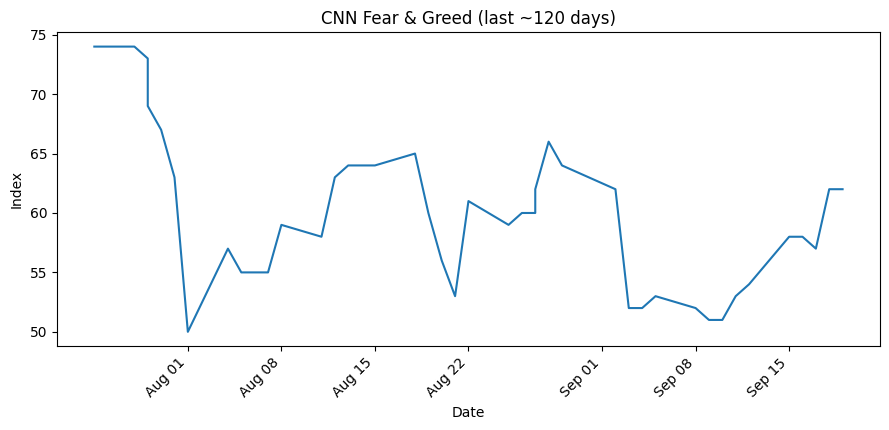 CNN Fear & Greed (last ~120 days)
75
70
65
60
55
50
Index
Aug 01
Aug 08
Aug 15
Aug 22
Sep 01
Sep 08
Sep 15
Date